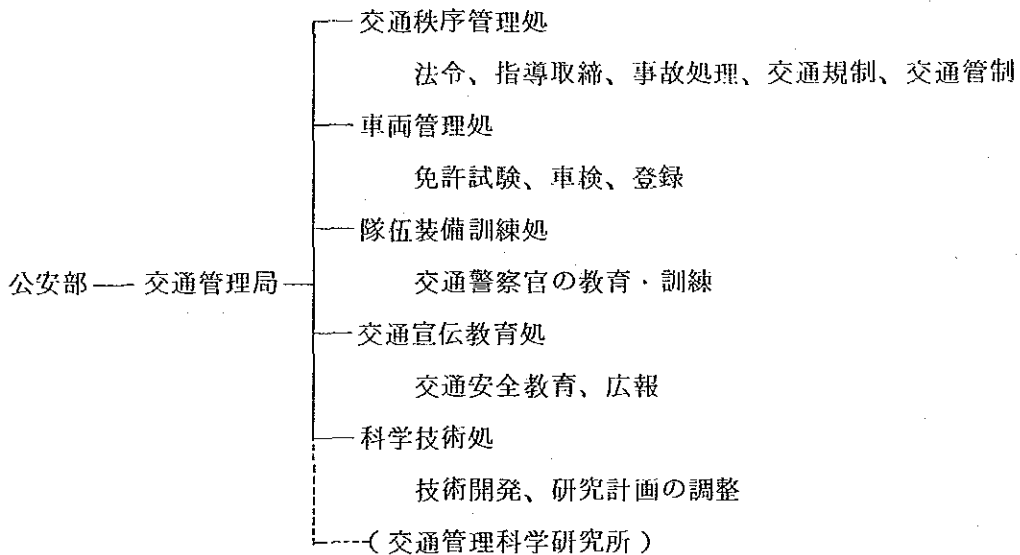 交通秩序管理処
法令、指導取締、事故処理、交通規制、交通管制
車両管理処
免許試験、車検、登録
隊伍装備訓練処
公安部 交通管理局
交通警察官の教育・訓練
交通宣伝教育処
交通安全教育、広報
科学技術処
技術開発、研究計画の調整
(交通管理科学研究所)